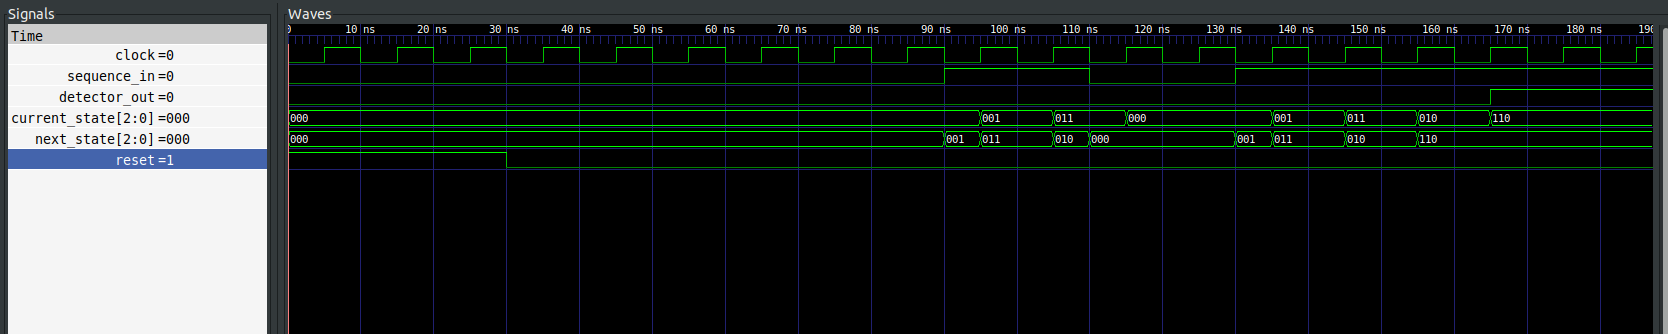 Signals
Waves
Time
0 10 ns 20 ns 30 ns 40 ns 50 ns 60 ns 70 ns 80 ns 90 ns 100 ns 110 ns 120 ns 130 ns 140 ns 150 ns 160 ns 170 ns 180 ns 190
clock=0
sequence_in=0
detector_out=0
current_state[2:0]=000
000 001 011 000 001 011 010 110
next_state[2:0]=000
000 001 011 010 000 001 011 010 110
reset=1